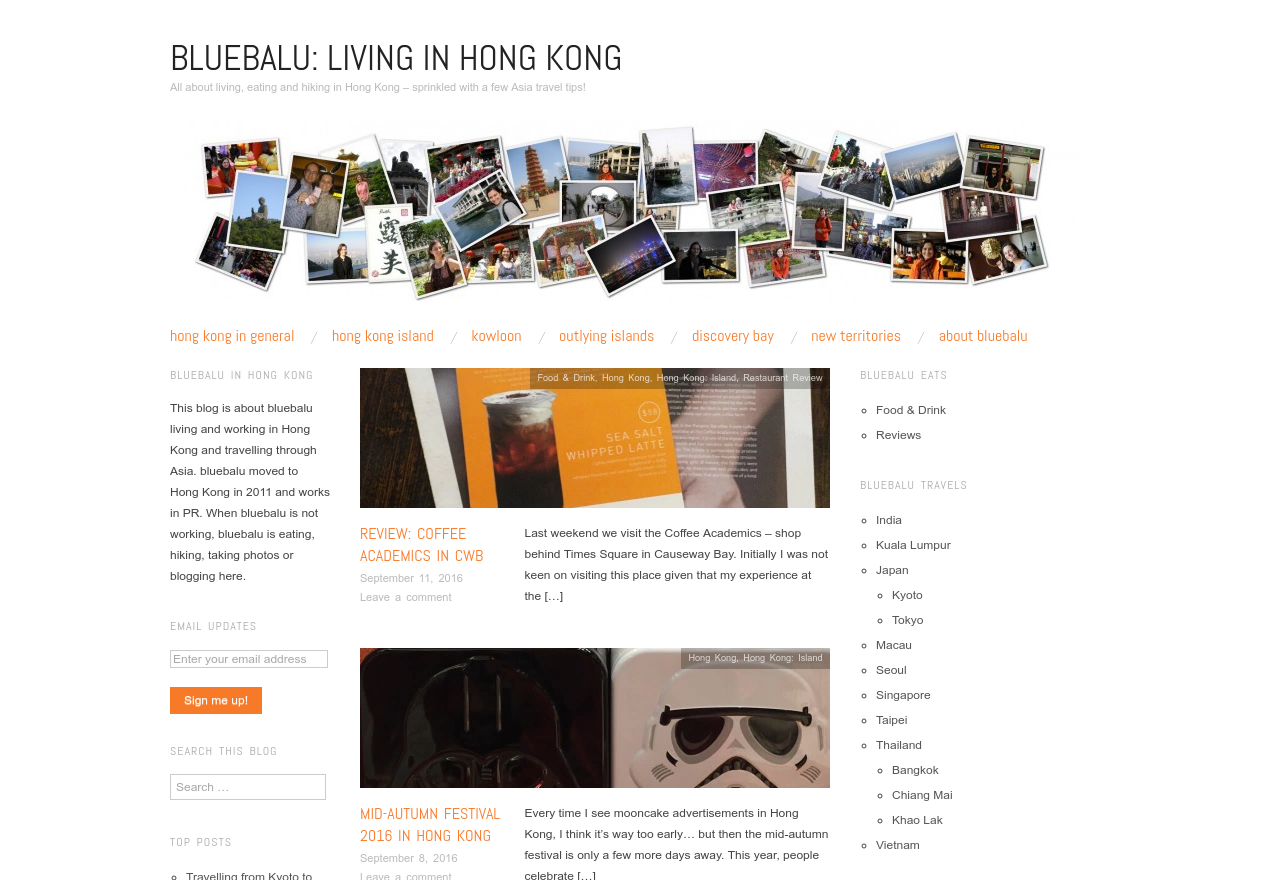 BLUEBALU: LIVING IN HONG KONG
All about living, eating and hiking in Hong Kong – sprinkled with a few Asia travel tips!
hong kong in general / hong kong island / kowloon / outlying islands / discovery bay / new territories / about bluebalu
BLUEBALU IN HONG KONG
This blog is about bluebalu
living and working in Hong
Kong and travelling through
Asia. bluebalu moved to
Hong Kong in 2011 and works
in PR. When bluebalu is not
working, bluebalu is eating,
hiking, taking photos or
blogging here.
EMAIL UPDATES
Enter your email address
Sign me up!
SEARCH THIS BLOG
Search …
TOP POSTS
Travelling from Kyoto to
Food & Drink, Hong Kong, Hong Kong: Island, Restaurant Review
$58
SEA SALT
WHIPPED LATTE
REVIEW: COFFEE
ACADEMICS IN CWB
September 11, 2016
Leave a comment
Last weekend we visit the Coffee Academics – shop
behind Times Square in Causeway Bay. Initially I was not
keen on visiting this place given that my experience at
the […]
Hong Kong, Hong Kong: Island
MID-AUTUMN FESTIVAL
2016 IN HONG KONG
September 8, 2016
Leave a comment
Every time I see mooncake advertisements in Hong
Kong, I think it's way too early… but then the mid-autumn
festival is only a few more days away. This year, people
celebrate […]
BLUEBALU EATS
Food & Drink
Reviews
BLUEBALU TRAVELS
India
Kuala Lumpur
Japan
Kyoto
Tokyo
Macau
Seoul
Singapore
Taipei
Thailand
Bangkok
Chiang Mai
Khao Lak
Vietnam